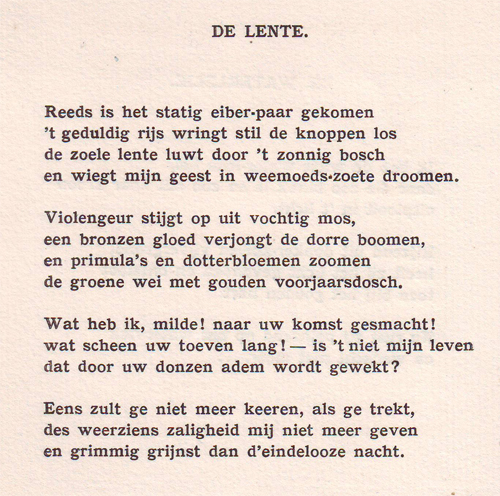 DE LENTE.
Reeds is het statig eiber-paar gekomen
't geduldig rijs wringt stil de knoppen los
de zoele lente luwt door 't zonnig bosch
en wiegt mijn geest in weemoeds-zoete droomen.
Violengeur stijgt op uit vochtig mos,
een bronzen gloed verjongt de dorre boomen,
en primula's en dotterbloemen zoomen
de groene wei met gouden voorjaarsdosch.
Wat heb ik, milde! naar uw komst gesmacht!
wat scheen uw toeven lang! — is 't niet mijn leven
dat door uw donzen adem wordt gewekt?
Eens zult ge niet meer keeren, als ge trekt,
des weerziens zaligheid mij niet meer geven
en grimmig grijnst dan d'eindelooze nacht.